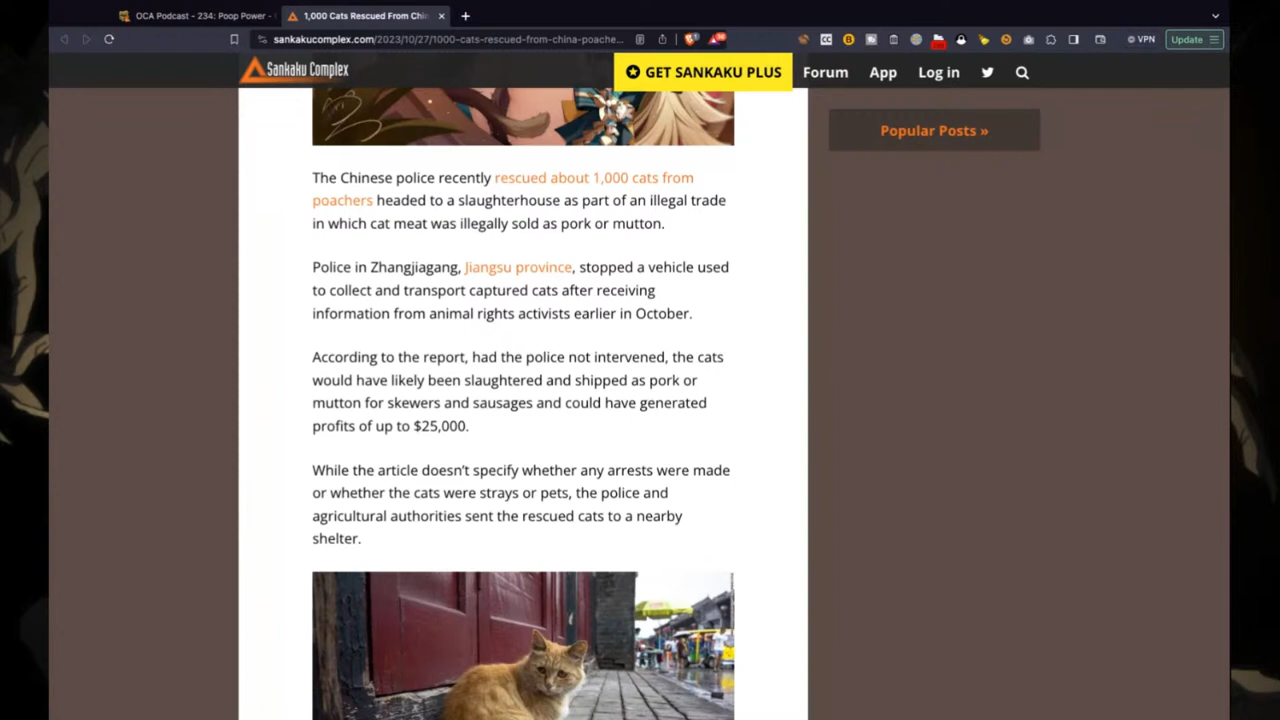 OCA Podcast - 234: Poop Power -
1,000 Cats Rescued From Chi
sankakucomplex.com/2023/10/27/1000-cats-rescued-from-china-poache...
VPN
Update
Sankaku Complex
GET SANKAKU PLUS
Forum
App
Log in
Popular Posts »
The Chinese police recently rescued about 1,000 cats from
poachers headed to a slaughterhouse as part of an illegal trade
in which cat meat was illegally sold as pork or mutton.
Police in Zhangjiagang, Jiangsu province, stopped a vehicle used
to collect and transport captured cats after receiving
information from animal rights activists earlier in October.
According to the report, had the police not intervened, the cats
would have likely been slaughtered and shipped as pork or
mutton for skewers and sausages and could have generated
profits of up to $25,000.
While the article doesn't specify whether any arrests were made
or whether the cats were strays or pets, the police and
agricultural authorities sent the rescued cats to a nearby
shelter.